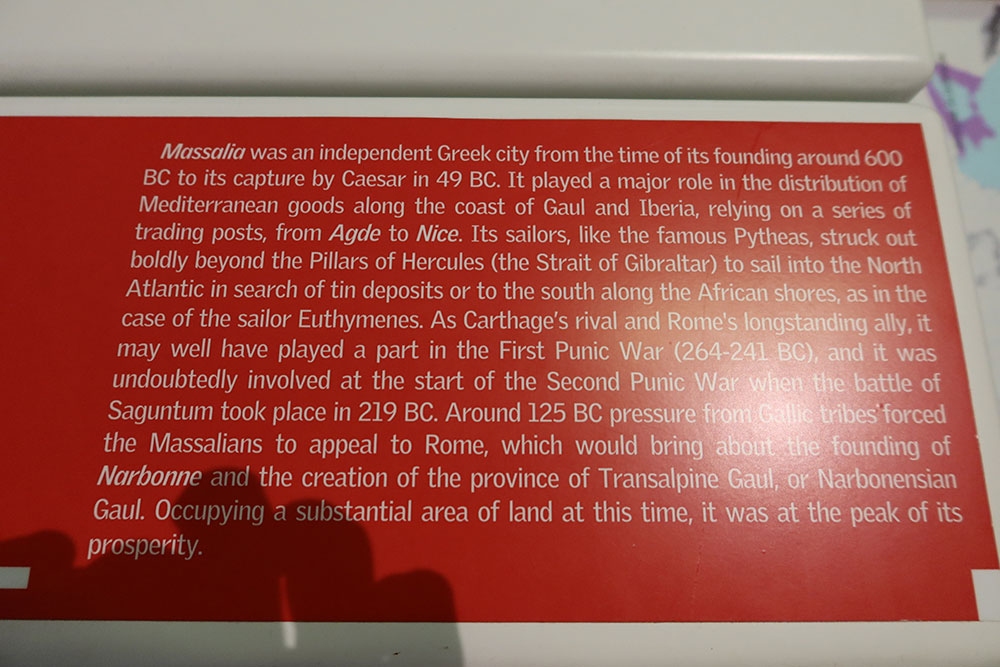 Massalia was an independent Greek city from the time of its founding around 600
BC to its capture by Caesar in 49 BC. It played a major role in the distribution of
Mediterranean goods along the coast of Gaul and Iberia, relying on a series of
trading posts, from Agde to Nice. Its sailors, like the famous Pytheas, struck out
boldly beyond the Pillars of Hercules (the Strait of Gibraltar) to sail into the North
Atlantic in search of tin deposits or to the south along the African shores, as in the
case of the sailor Euthymenes. As Carthage's rival and Rome's longstanding ally, it
may well have played a part in the First Punic War (264-241 BC), and it was
undoubtedly involved at the start of the Second Punic War when the battle of
Saguntum took place in 219 BC. Around 125 BC pressure from Gallic tribes forced
the Massalians to appeal to Rome, which would bring about the founding of
Narbonne and the creation of the province of Transalpine Gaul, or Narbonensian
Gaul. Occupying a substantial area of land at this time, it was at the peak of its
prosperity.